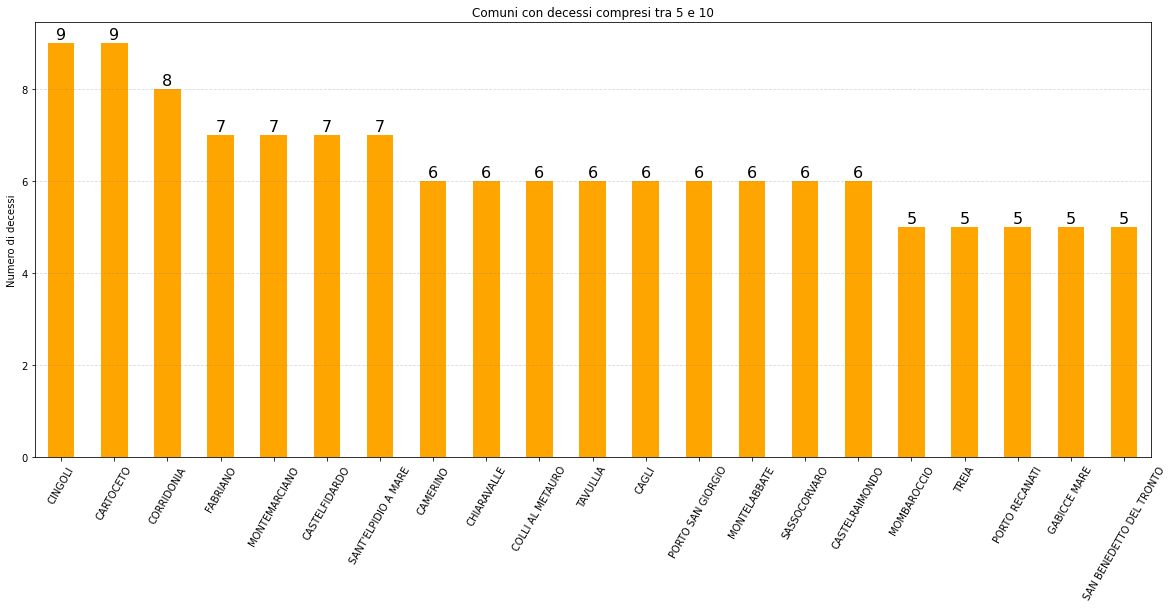 Comuni con decessi compresi tra 5 e 10
Numero di decessi
8
6
4
2
0
9
9
8
7
7
7
7
6
6
6
6
6
6
6
6
6
5
5
5
5
5
CINGOLI
CARTOCETO
CORRIDONIA
FABRIANO
MONTEMARCIANO
CASTELFIDARDO
SANT'ELPIDIO A MARE
CAMERINO
CHIARAVALLE
COLLI AL METAURO
TAVULLIA
CAGLI
PORTO SAN GIORGIO
MONTELABBATE
SASSOCORVARO
CASTELRAIMONDO
MOMBAROCCIO
TREIA
PORTO RECANATI
GABICCE MARE
SAN BENEDETTO DEL TRONTO